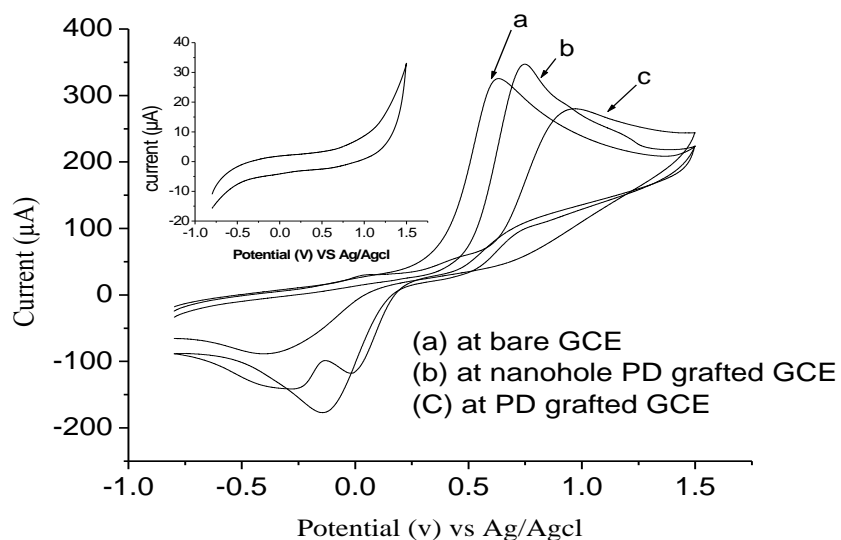 400
300
200
100
0
-100
-200
Current (µA)
-1.0
-0.5
0.0
0.5
1.0
1.5
Potential (v) vs Ag/Agcl
40
30
20
10
0
-10
-20
current (µA)
-1.0
-0.5
0.0
0.5
1.0
1.5
Potential (V) VS Ag/Agcl
a
b
c
(a) at bare GCE
(b) at nanohole PD grafted GCE
(C) at PD grafted GCE